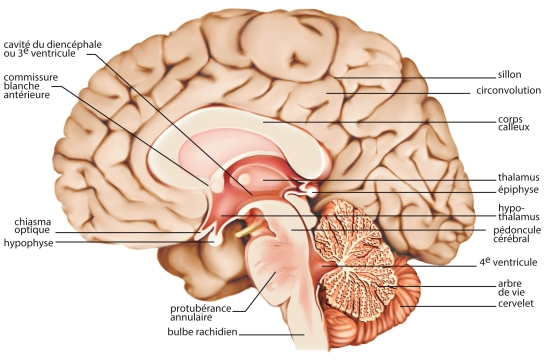 cavité du diencéphale
ou 3e ventricule
commissure
blanche
antérieure
chiasma
optique
hypophyse
protubérance
annulaire
bulbe rachidien
sillon
circonvolution
corps
calleux
thalamus
épiphyse
hypo-
thalamus
pédoncule
cérébral
4e ventricule
arbre
de vie
cervelet